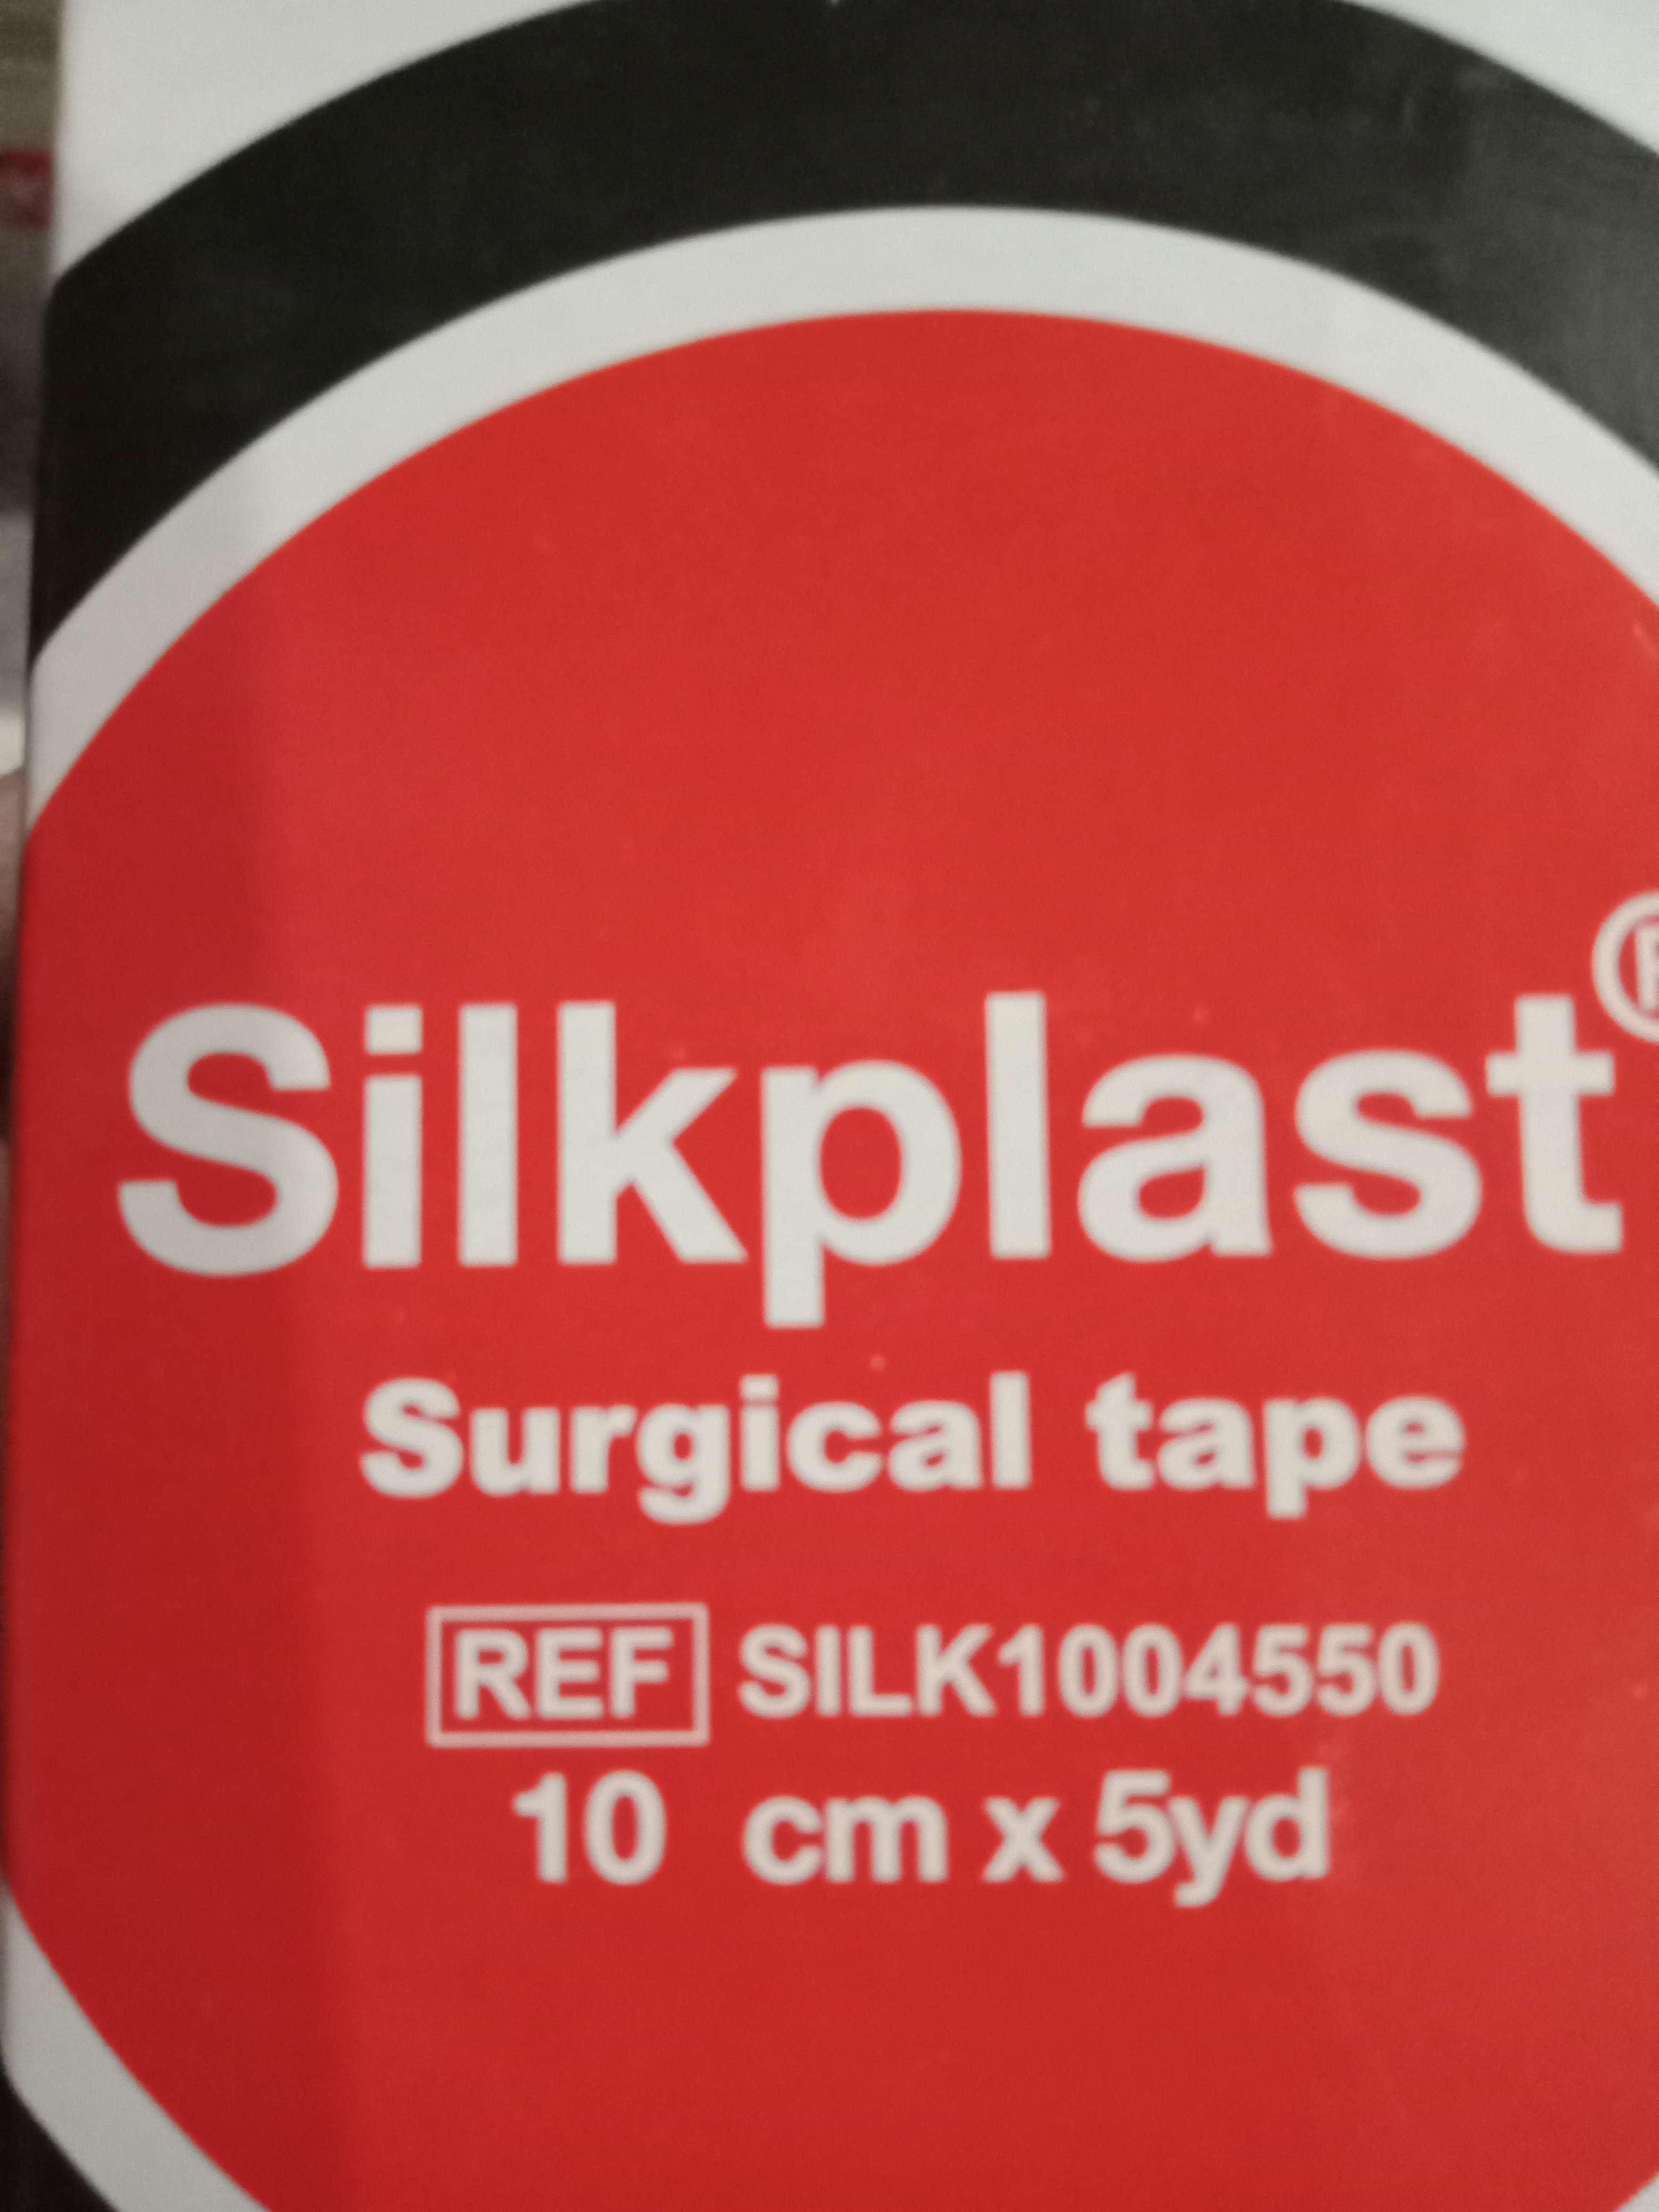 Silkplast®
Surgical tape
REF SILK1004550
10 cm x 5yd